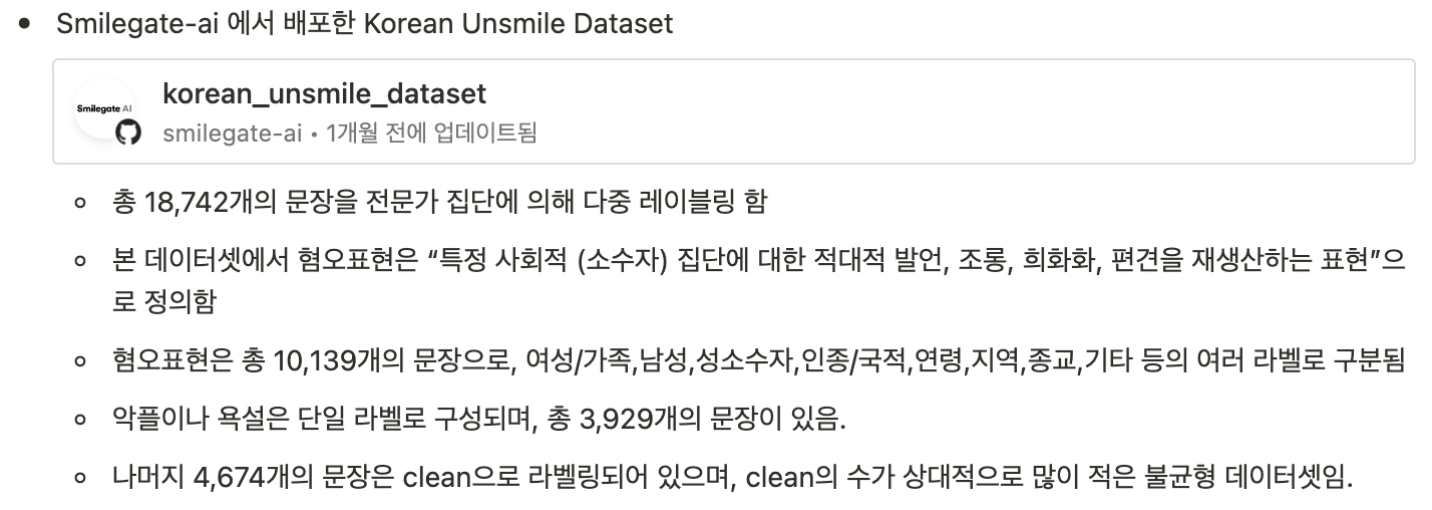 Smilegate-ai 에서 배포한 Korean Unsmile Dataset
Smilegate AI
korean_unsmile_dataset
smilegate-ai • 1개월 전에 업데이트됨
총 18,742개의 문장을 전문가 집단에 의해 다중 레이블링 함
본 데이터셋에서 혐오표현은 “특정 사회적 (소수자) 집단에 대한 적대적 발언, 조롱, 희화화, 편견을 재생산하는 표현”으
로 정의함
혐오표현은 총 10,139개의 문장으로, 여성/가족,남성,성소수자,인종/국적,연령,지역,종교,기타 등의 여러 라벨로 구분됨
악플이나 욕설은 단일 라벨로 구성되며, 총 3,929개의 문장이 있음.
나머지 4,674개의 문장은 clean으로 라벨링되어 있으며, clean의 수가 상대적으로 많이 적은 불균형 데이터셋임.